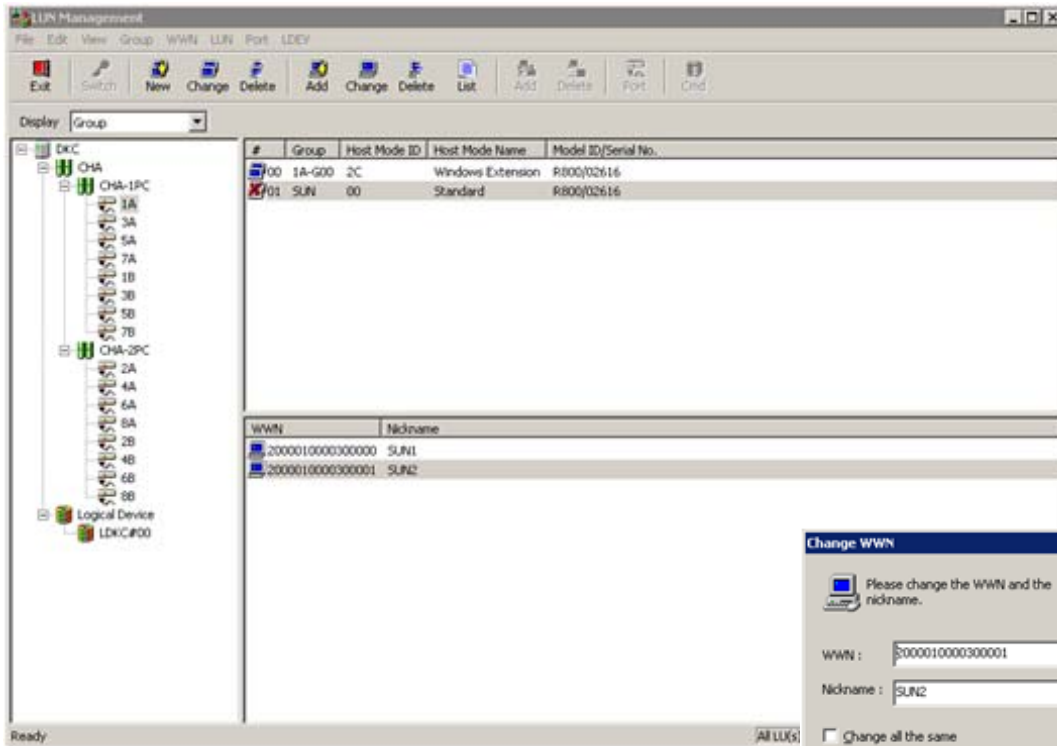 LUN Management
File Edit View Group WWN LUN Port LDEV
Exit Switch New Change Delete Add Change Delete List Add Delete Port Cmd
Display Group
DKC
CHA
CHA-1PC
1A
3A
5A
7A
1B
3B
5B
7B
CHA-2PC
2A
4A
6A
8A
2B
4B
6B
8B
Logical Device
LDKC#00
# Group Host Mode ID Host Mode Name Model ID/Serial No.
00 1A-G00 2C Windows Extension R800/02616
01 SUN 00 Standard R800/02616
WWN Nickname
2000010000300000 SUN1
2000010000300001 SUN2
Change WWN
Please change the WWN and the
nickname.
WWN : 2000010000300001
Nickname : SUN2
Change all the same
Ready All LU(s)